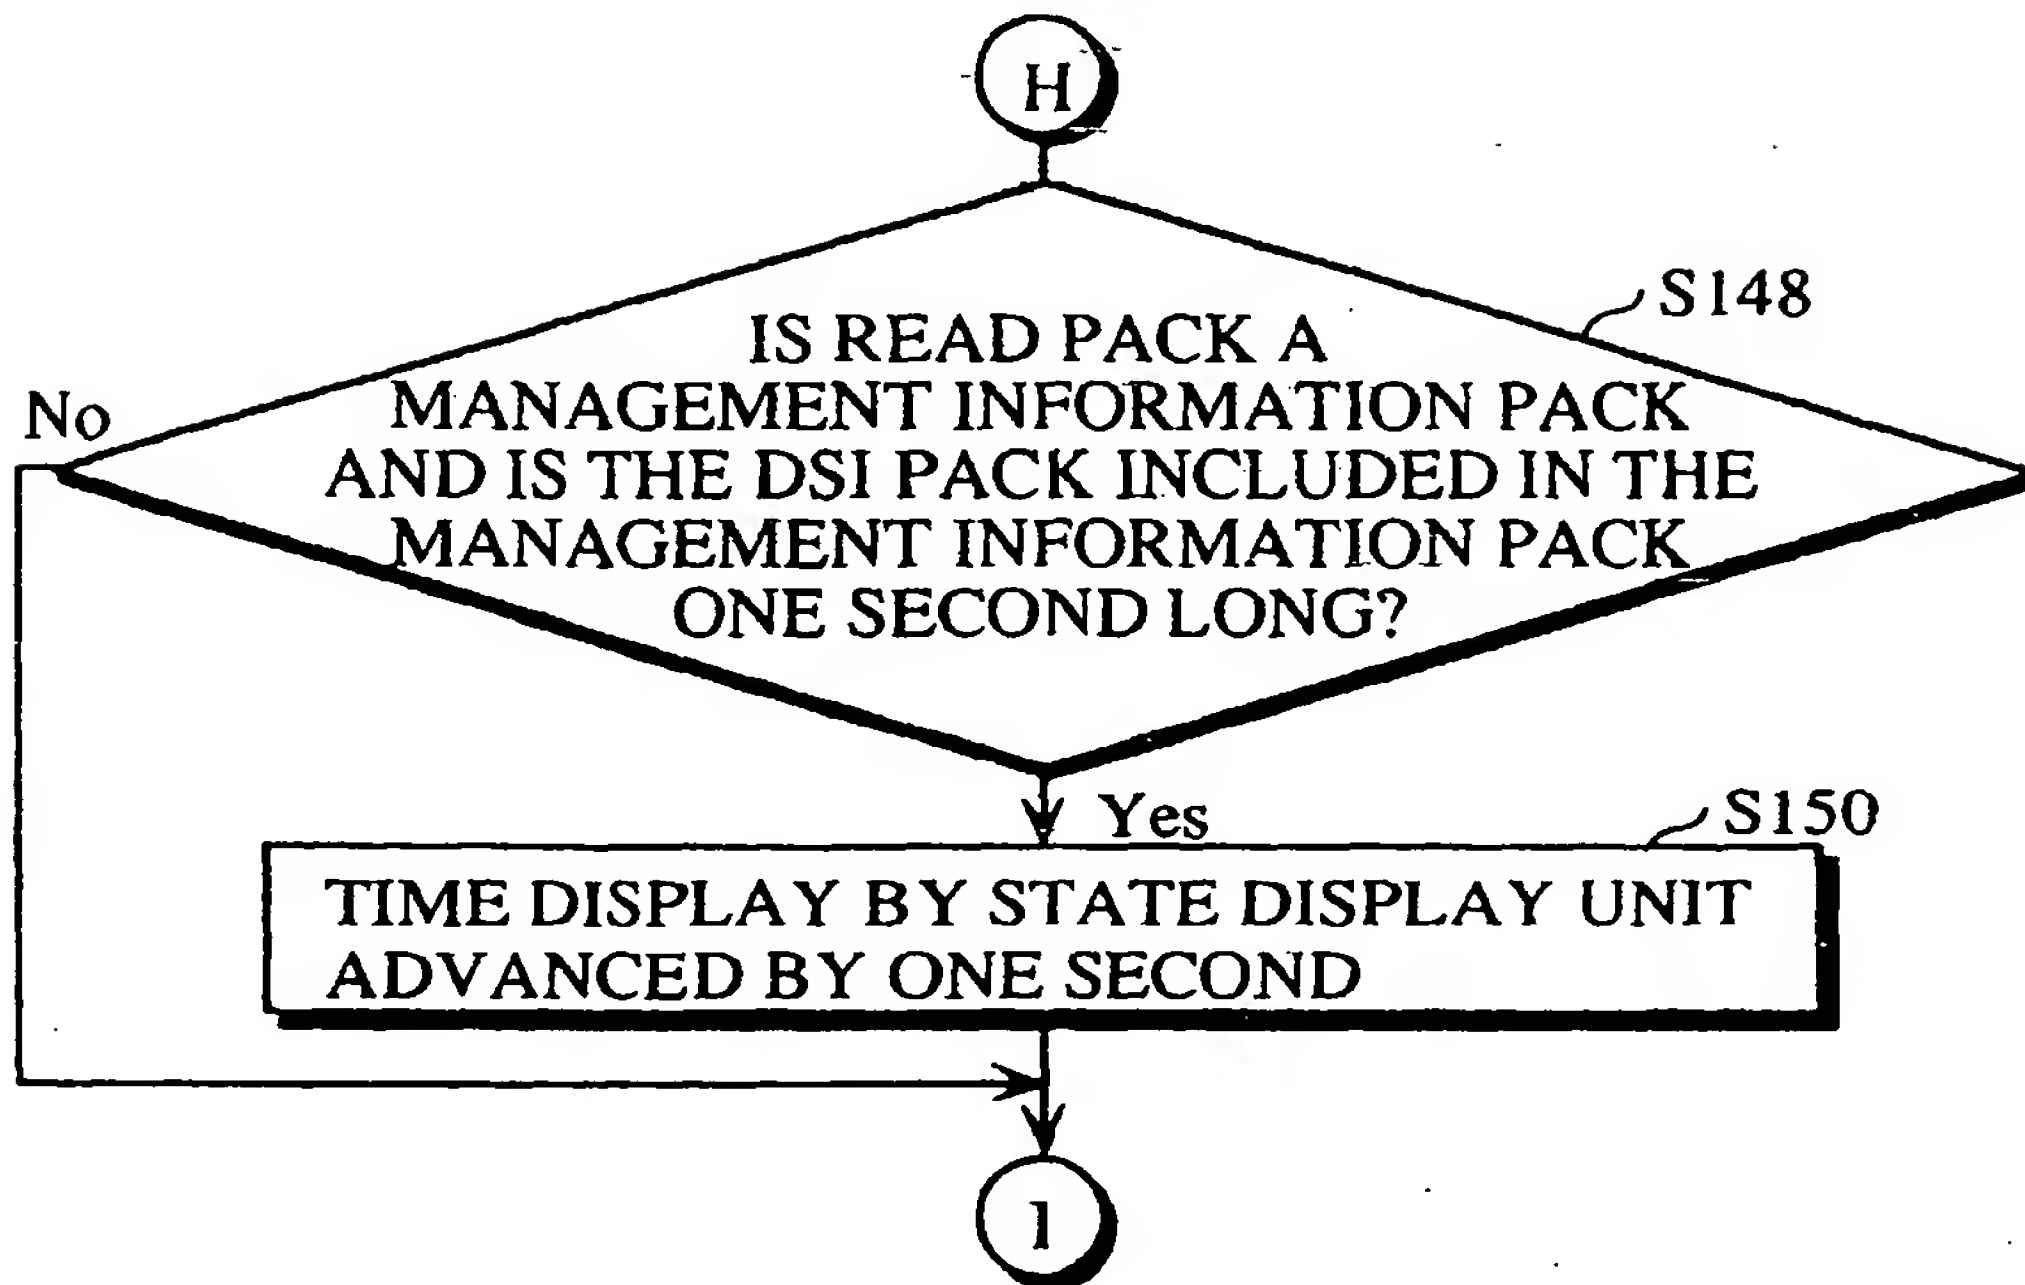 H
S148
IS READ PACK A
MANAGEMENT INFORMATION PACK
AND IS THE DSI PACK INCLUDED IN THE
MANAGEMENT INFORMATION PACK
ONE SECOND LONG?
No
Yes
S150
TIME DISPLAY BY STATE DISPLAY UNIT
ADVANCED BY ONE SECOND
1